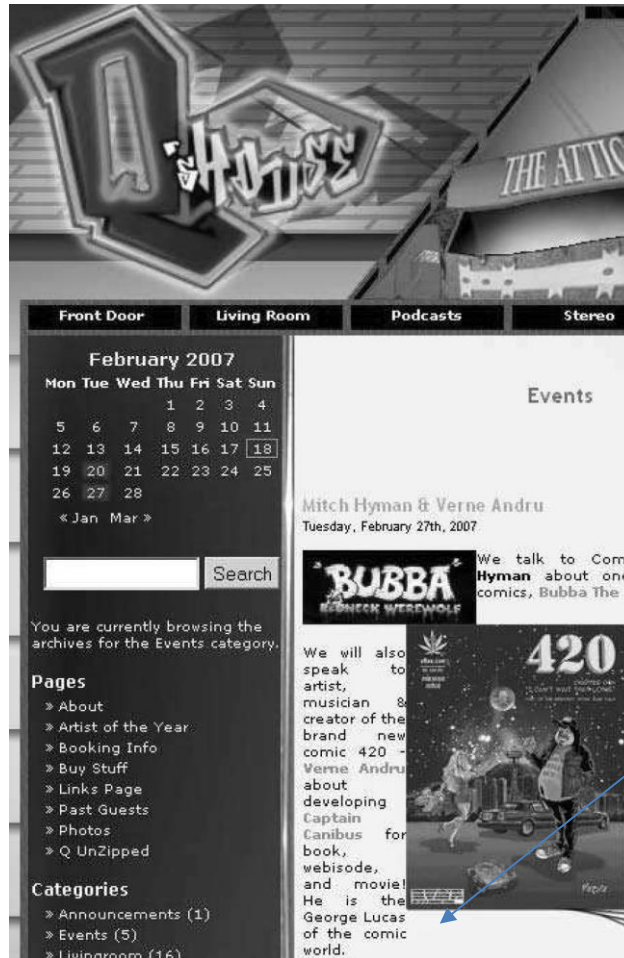 Q's HOUSE
THE ATTIC
Front Door
Living Room
Podcasts
Stereo
February 2007
Mon Tue Wed Thu Fri Sat Sun
1 2 3 4
5 6 7 8 9 10 11
12 13 14 15 16 17 18
19 20 21 22 23 24 25
26 27 28
« Jan Mar »
Search
You are currently browsing the
archives for the Events category.
Pages
» About
» Artist of the Year
» Booking Info
» Buy Stuff
» Links Page
» Past Guests
» Photos
» Q UnZipped
Categories
» Announcements (1)
» Events (5)
» Livingroom (16)
Events
Mitch Hyman & Verne Andru
Tuesday, February 27th, 2007
"BUBBA"
REDNECK WEREWOLF
We talk to Com
Hyman about one
comics, Bubba The
We will also
speak to
artist,
musician &
creator of the
brand new
comic 420 -
Verne Andru
about
developing
Captain
Canibus for
book,
webisode,
and movie!
He is the
George Lucas
of the comic
world.
420